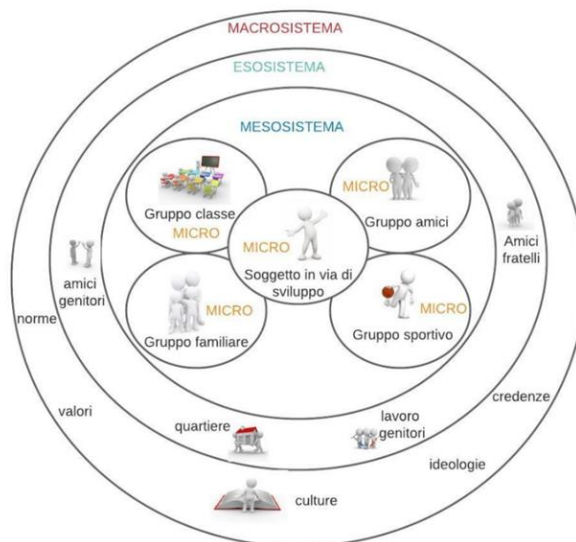 MACROSISTEMA
ESOSISTEMA
MESOSISTEMA
Gruppo classe
MICRO
MICRO
Gruppo amici
MICRO
Soggetto in via di
sviluppo
amici
genitori
Amici
fratelli
MICRO
Gruppo familiare
MICRO
Gruppo sportivo
norme
valori
quartiere
lavoro
genitori
credenze
ideologie
culture